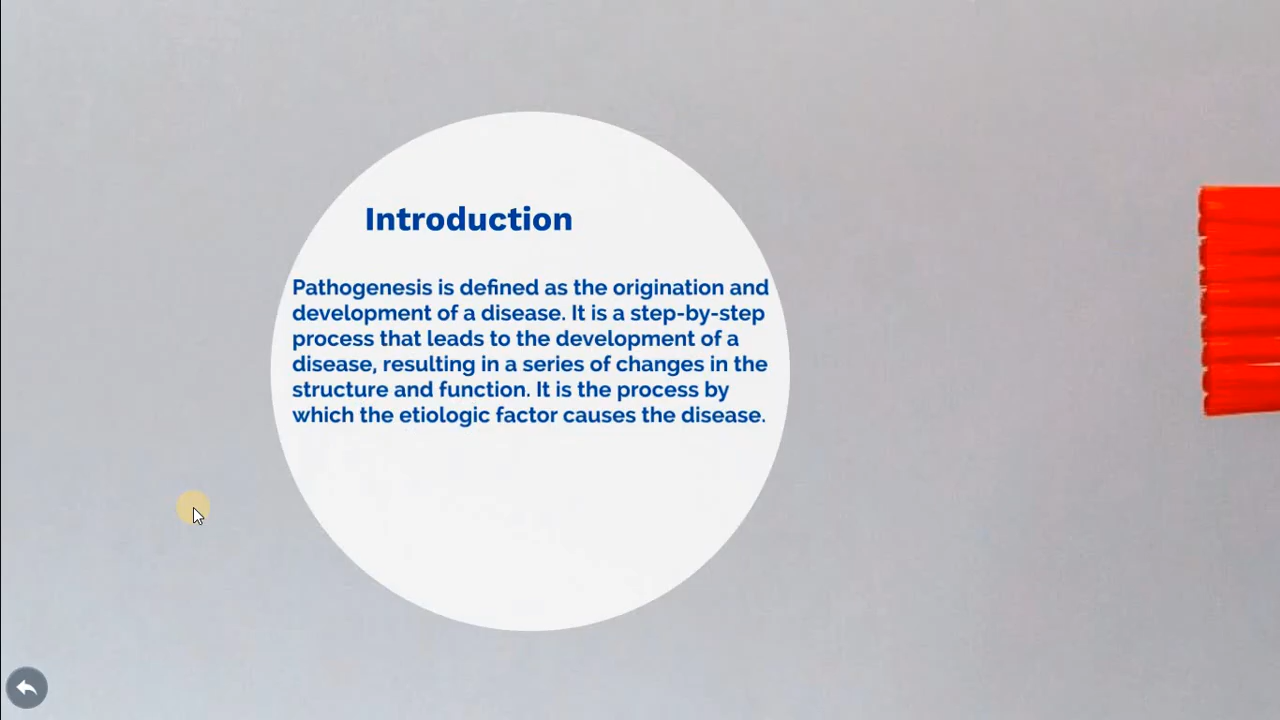 Introduction
Pathogenesis is defined as the origination and
development of a disease. It is a step-by-step
process that leads to the development of a
disease, resulting in a series of changes in the
structure and function. It is the process by
which the etiologic factor causes the disease.